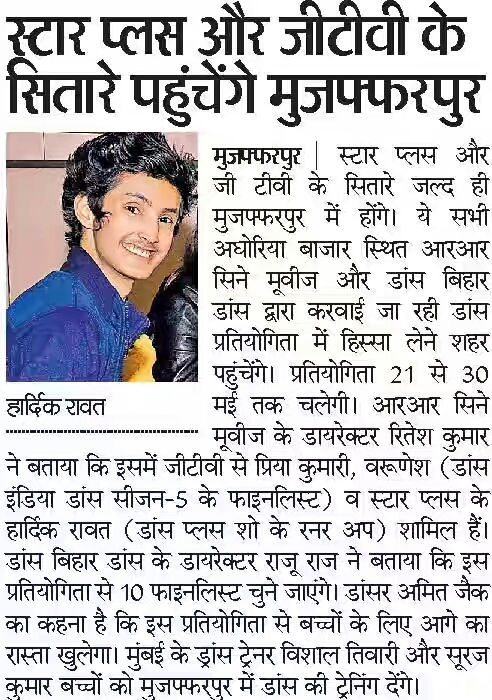 स्टार प्लस और जीटीवी के
सितारे पहुंचेंगे मुजफ्फरपुर
मुजफ्फरपुर | स्टार प्लस और
जी टीवी के सितारे जल्द ही
मुजफ्फरपुर में होंगे। ये सभी
अघोरिया बाजार स्थित आरआर
सिने मूवीज और डांस बिहार
डांस द्वारा करवाई जा रही डांस
प्रतियोगिता में हिस्सा लेने शहर
पहुंचेंगे। प्रतियोगिता 21 से 30
मई तक चलेगी। आरआर सिने
मूवीज के डायरेक्टर रितेश कुमार
हार्दिक रावत
ने बताया कि इसमें जीटीवी से प्रिया कुमारी, वरूणेश (डांस
इंडिया डांस सीजन-5 के फाइनलिस्ट) व स्टार प्लस के
हार्दिक रावत (डांस प्लस शो के रनर अप) शामिल हैं।
डांस बिहार डांस के डायरेक्टर राजू राज ने बताया कि इस
प्रतियोगिता से 10 फाइनलिस्ट चुने जाएंगे। डांसर अमित जैक
का कहना है कि इस प्रतियोगिता से बच्चों के लिए आगे का
रास्ता खुलेगा। मुंबई के ड्रांस ट्रेनर विशाल तिवारी और सूरज
कुमार बच्चों को मुजफ्फरपुर में डांस की ट्रेनिंग देंगे।